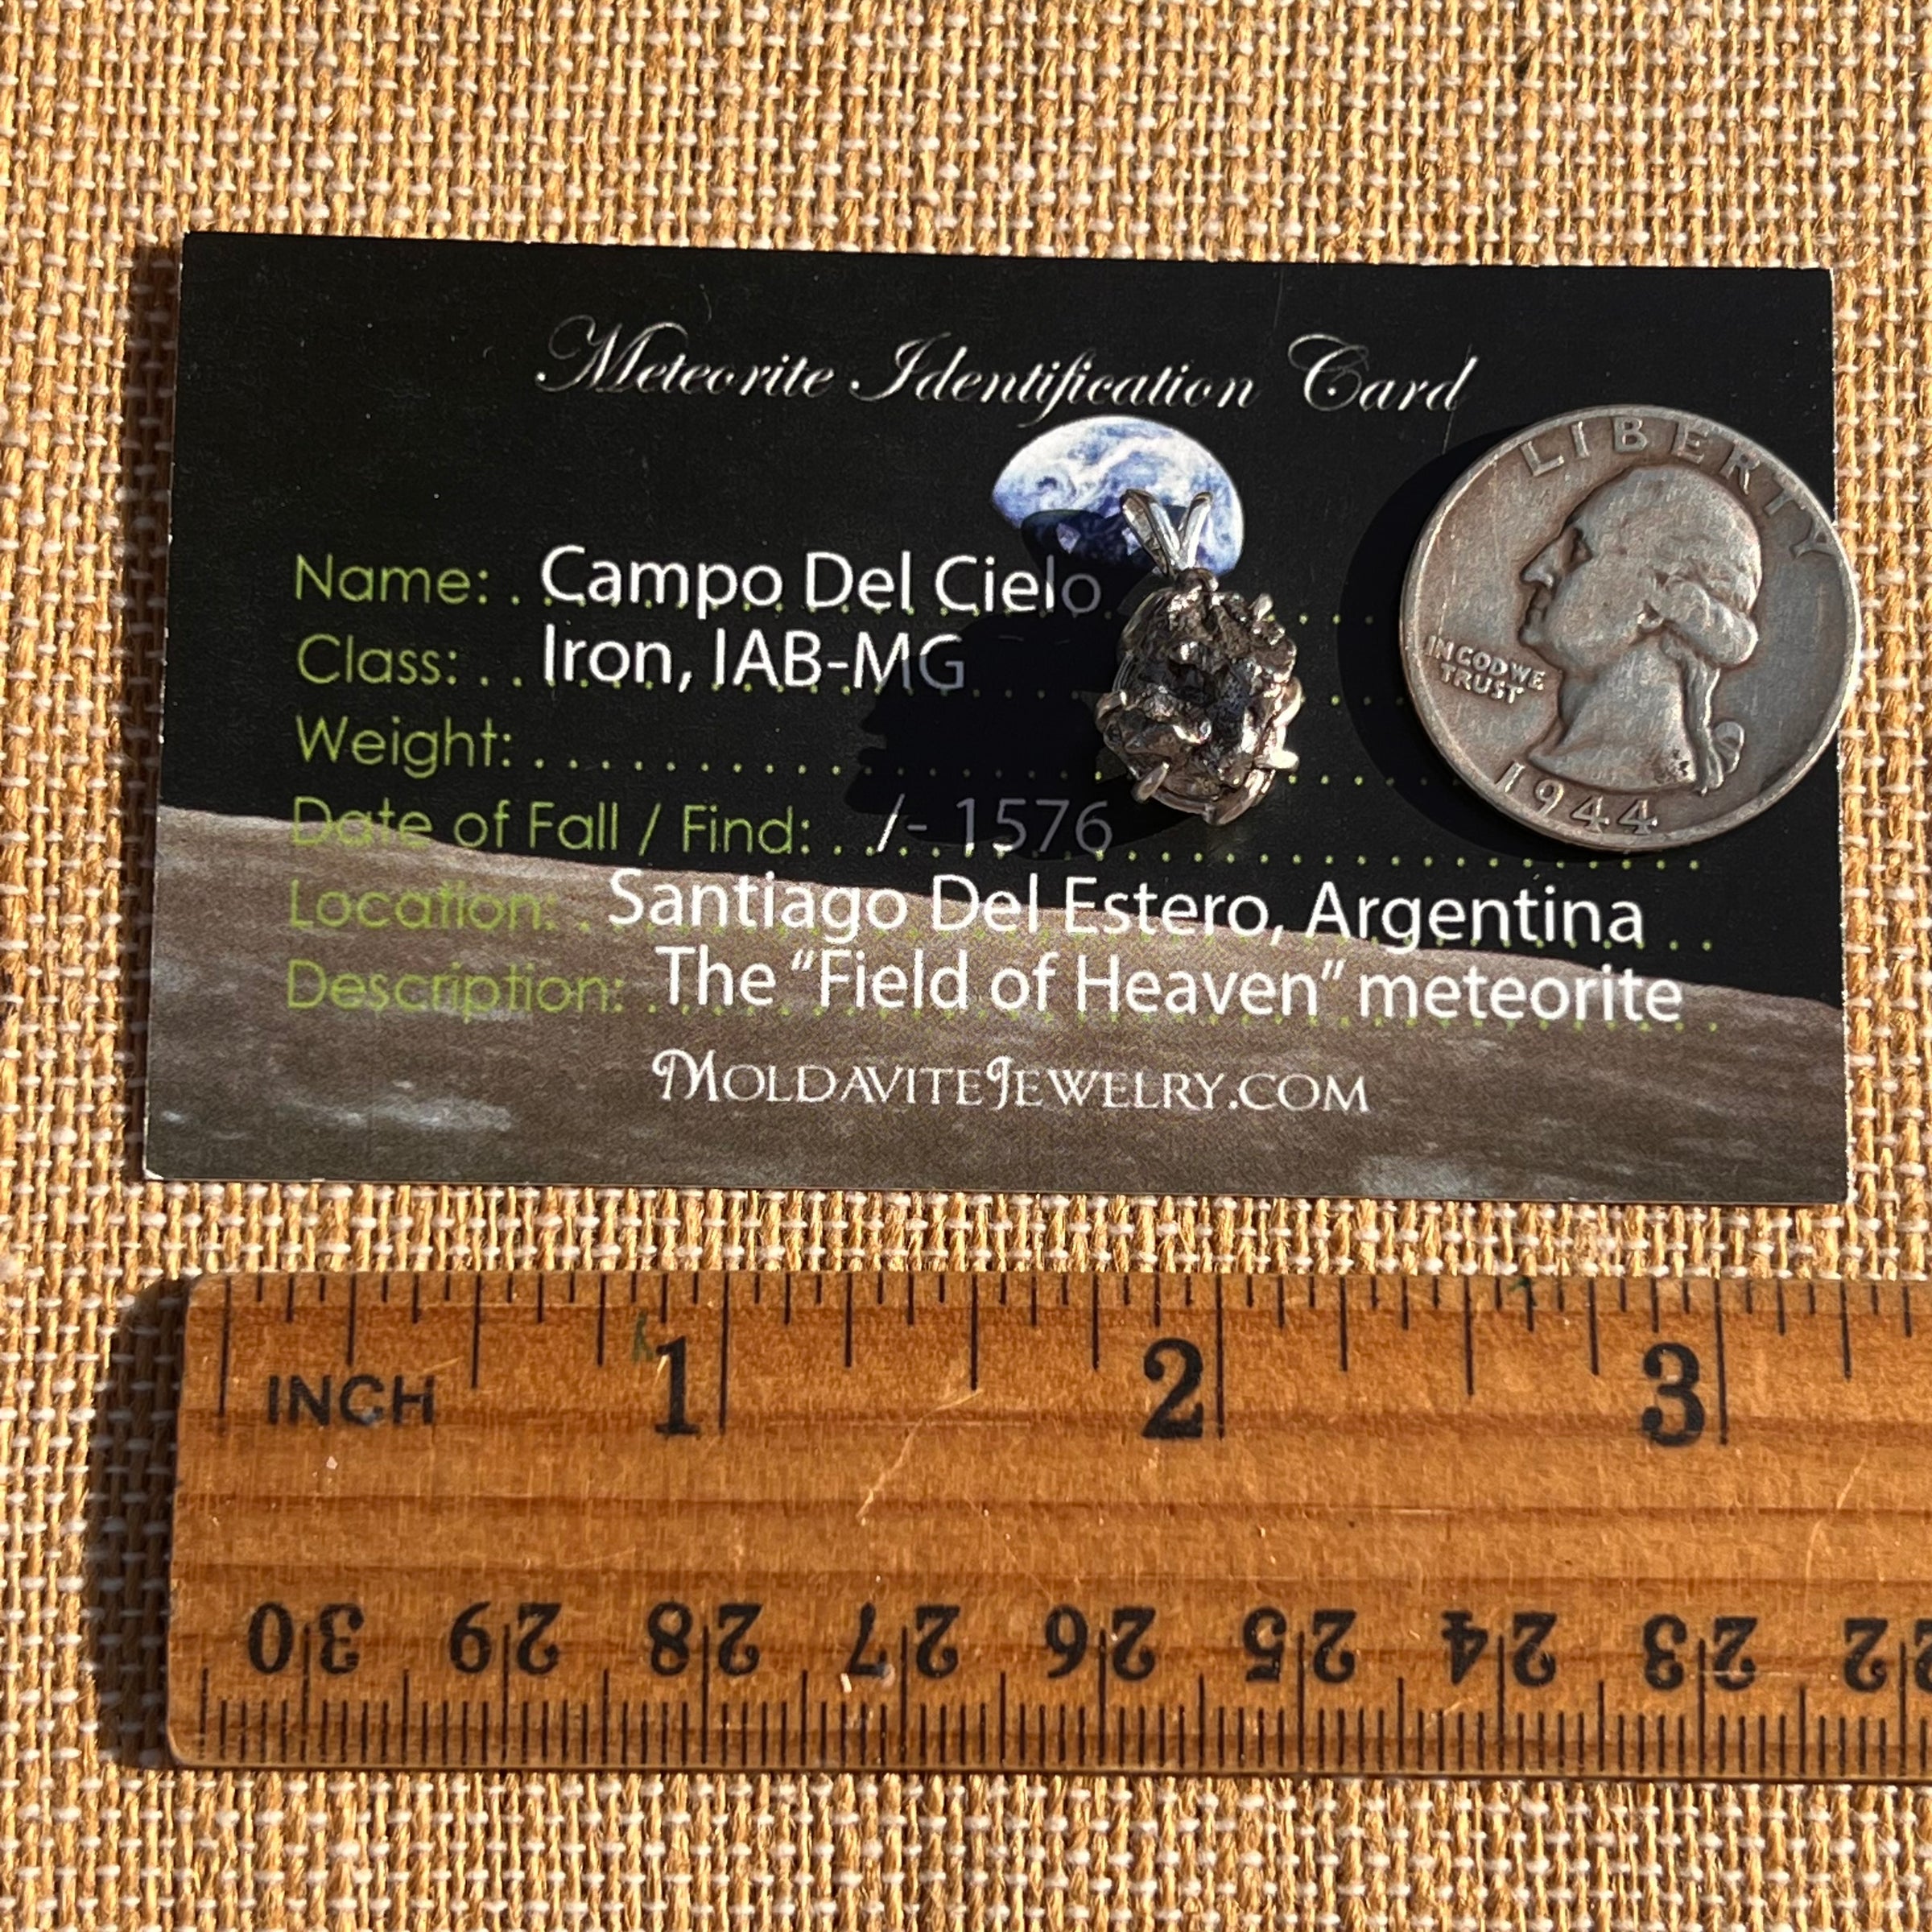 Meteorite Identification Card
Name: Campo Del Cielo
Class: Iron, IAB-MG
Weight:
Date of Fall / Find: /- 1576
Location: Santiago Del Estero, Argentina
Description: The "Field of Heaven" meteorite
MOLDAVITEJEWELRY.COM
LIBERTY
IN GOD WE
TRUST
1944
INCH
1 2 3
30 29 28 27 26 25 24 23 22